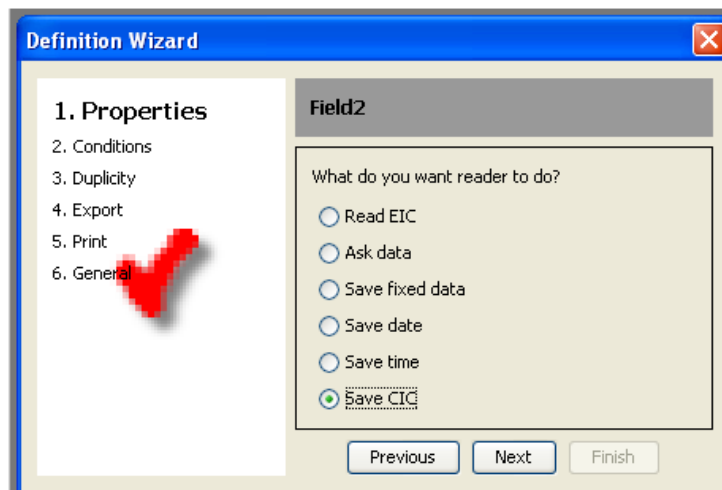 Definition Wizard
1. Properties
2. Conditions
3. Duplicity
4. Export
5. Print
6. General
Field2
What do you want reader to do?
Read EIC
Ask data
Save fixed data
Save date
Save time
Save CIC
Previous Next Finish